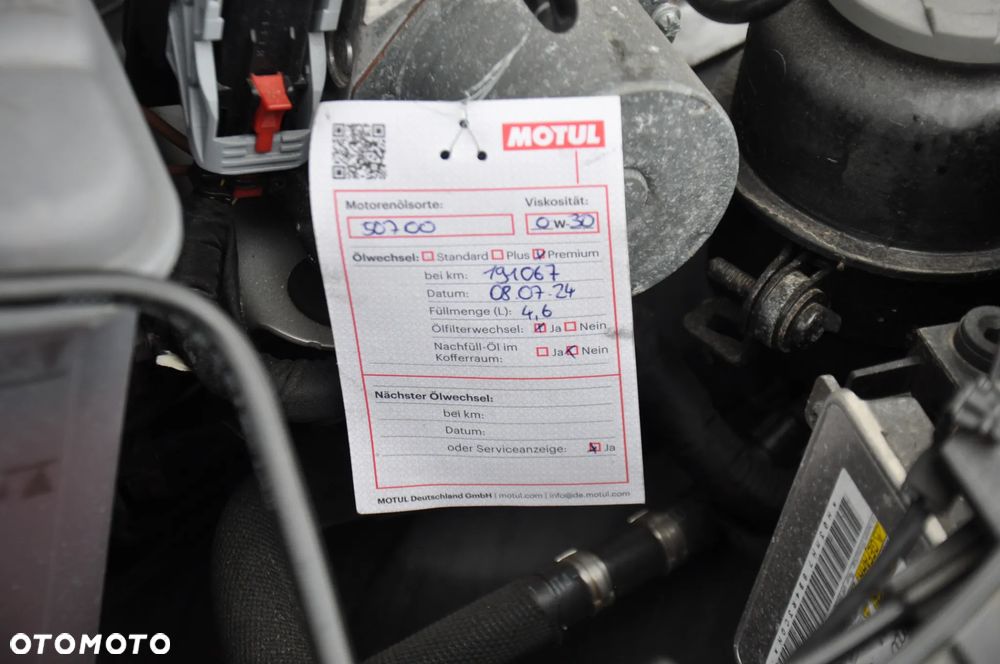 MOTUL
Motorenölsorte: Viskosität:
50700 0W-30
Ölwechsel: Standard Plus Premium
bei km: 191067
Datum: 08.07.24
Füllmenge (L): 4,6
Ölfilterwechsel: Ja Nein
Nachfüll-Öl im
Kofferraum: Ja Nein
Nächster Ölwechsel:
bei km:
Datum:
oder Serviceanzeige: Ja
MOTUL Deutschland GmbH | motul.com | info@de.motul.com
OTOMOTO